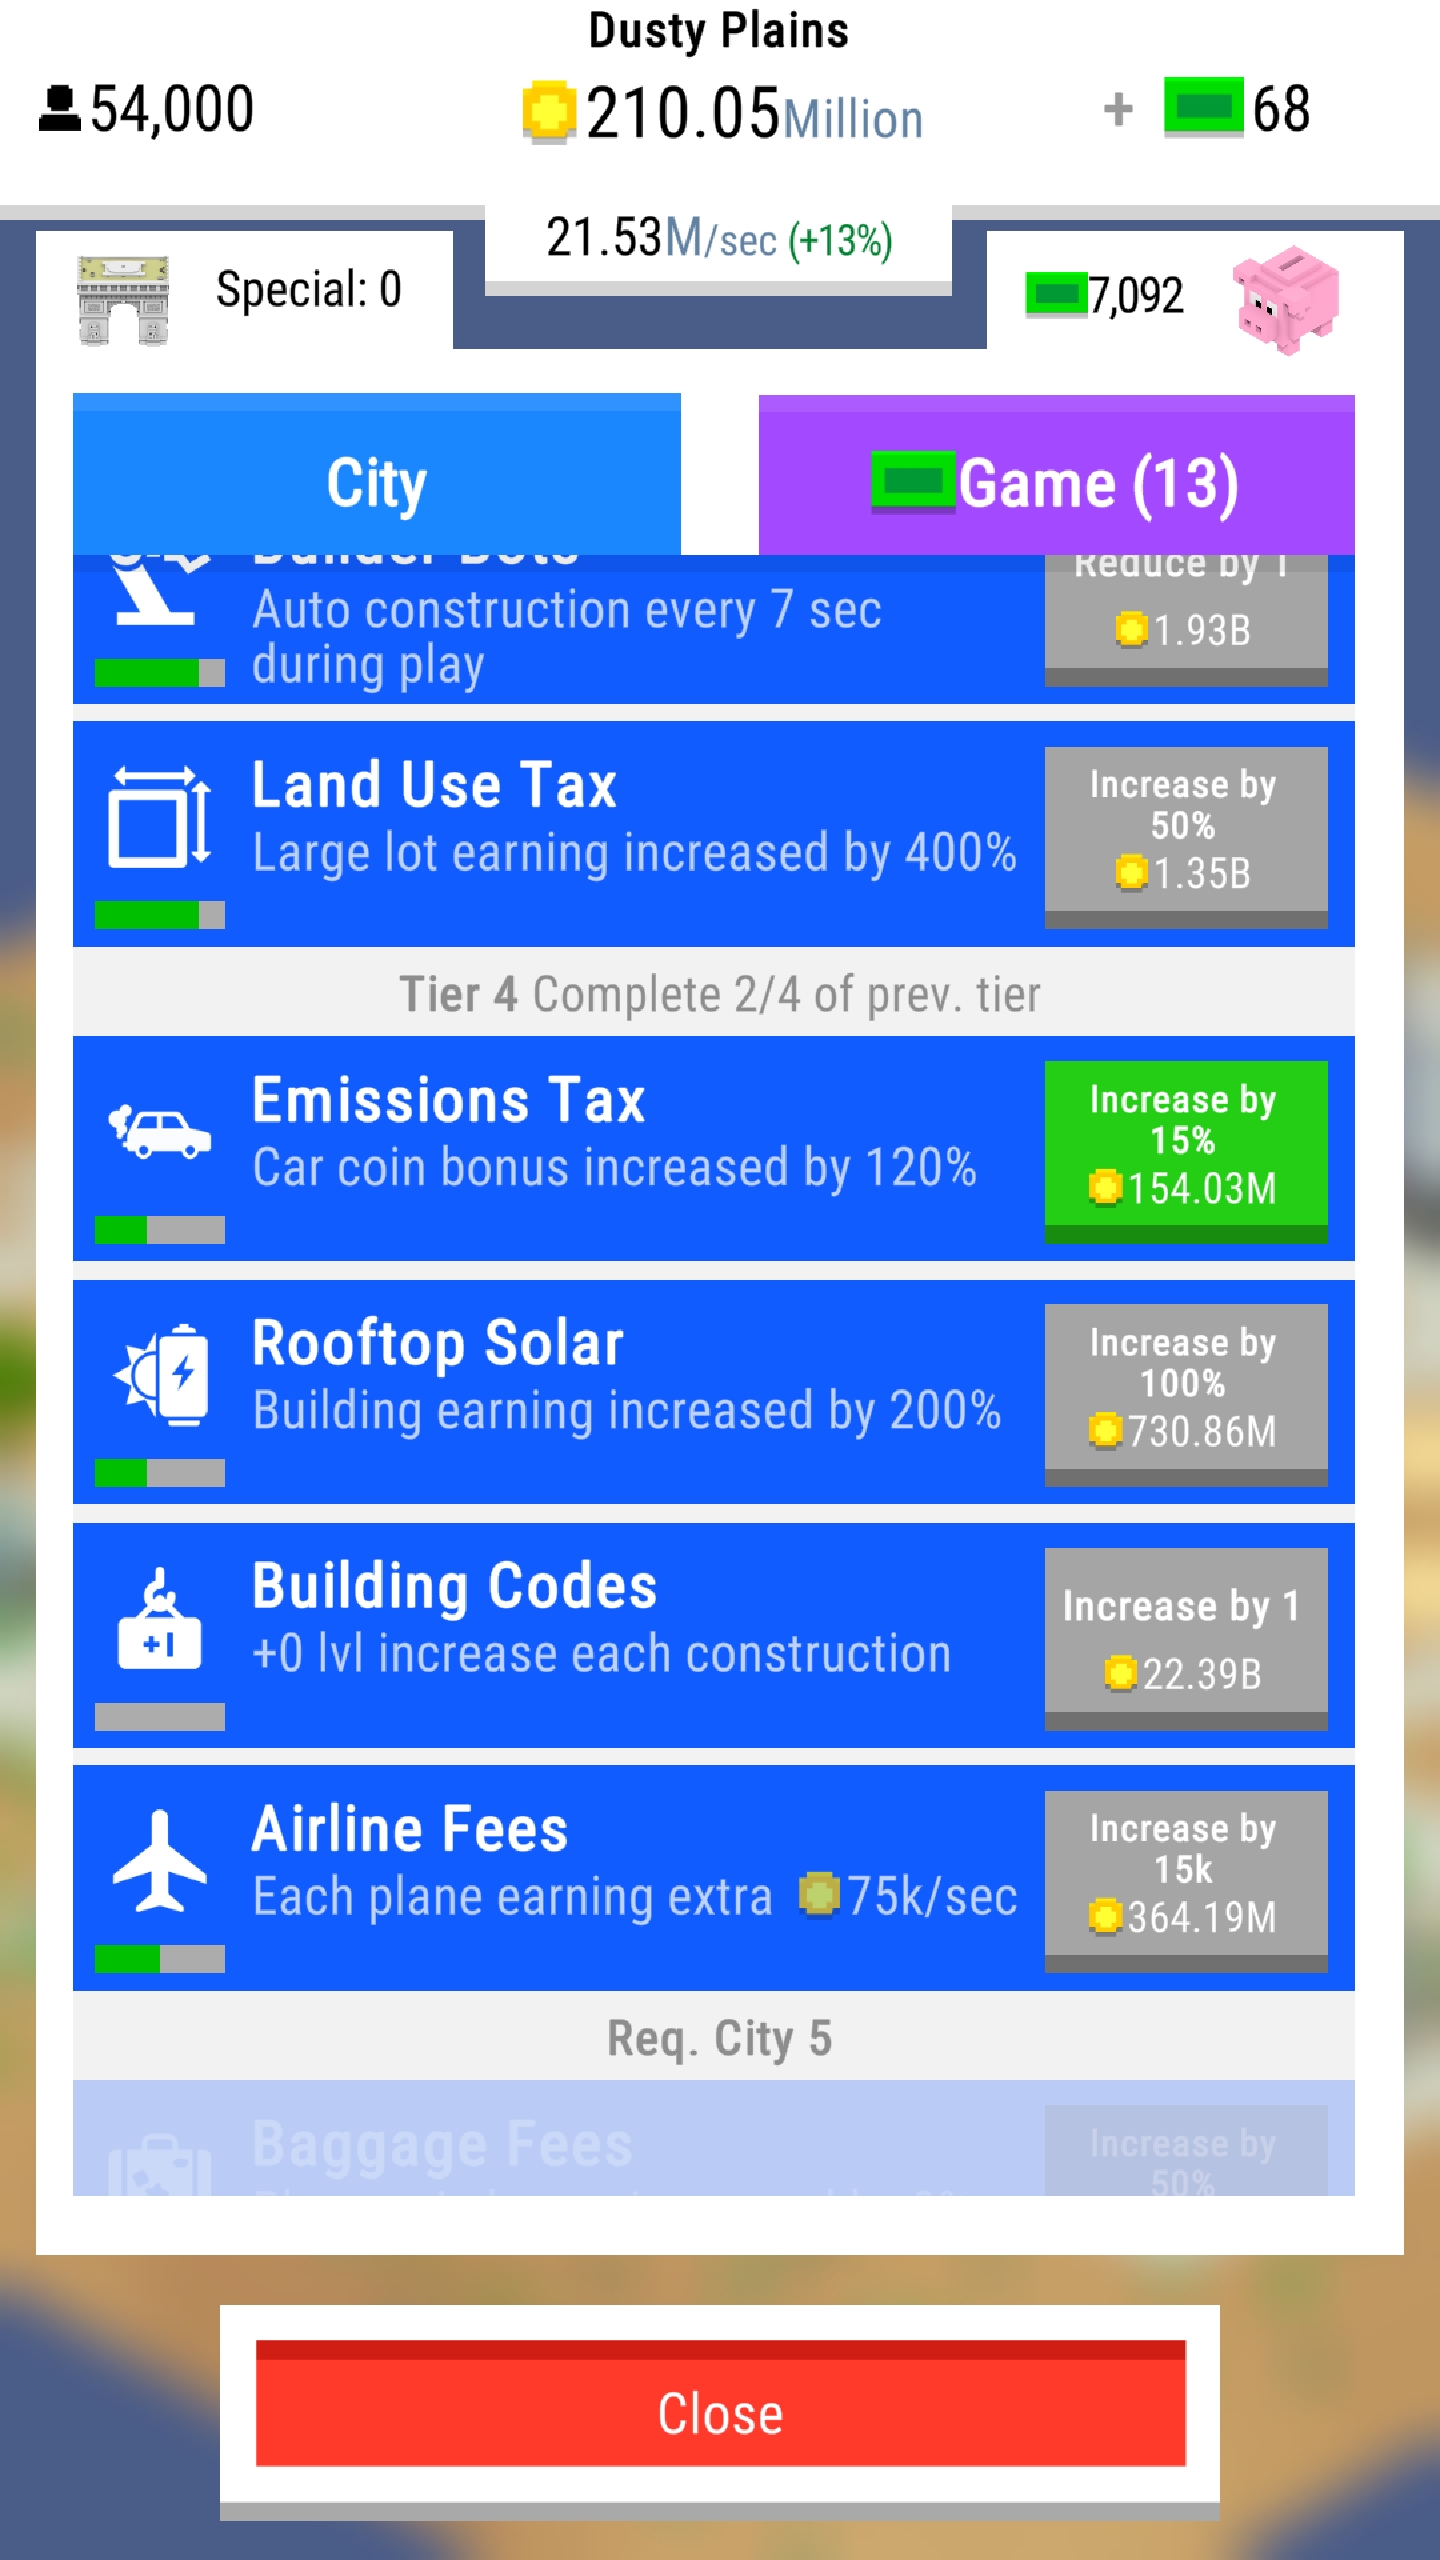 Dusty Plains
54,000
210.05Million
+ 68
21.53M/sec (+13%)
Special: 0
7,092
City
Game (13)
Builder Bots
Auto construction every 7 sec
during play
Reduce by 1
1.93B
Land Use Tax
Large lot earning increased by 400%
Increase by
50%
1.35B
Tier 4 Complete 2/4 of prev. tier
Emissions Tax
Car coin bonus increased by 120%
Increase by
15%
154.03M
Rooftop Solar
Building earning increased by 200%
Increase by
100%
730.86M
+1
Building Codes
+0 lvl increase each construction
Increase by 1
22.39B
Airline Fees
Each plane earning extra 75k/sec
Increase by
15k
364.19M
Req. City 5
Baggage Fees
Increase by
50%
Close